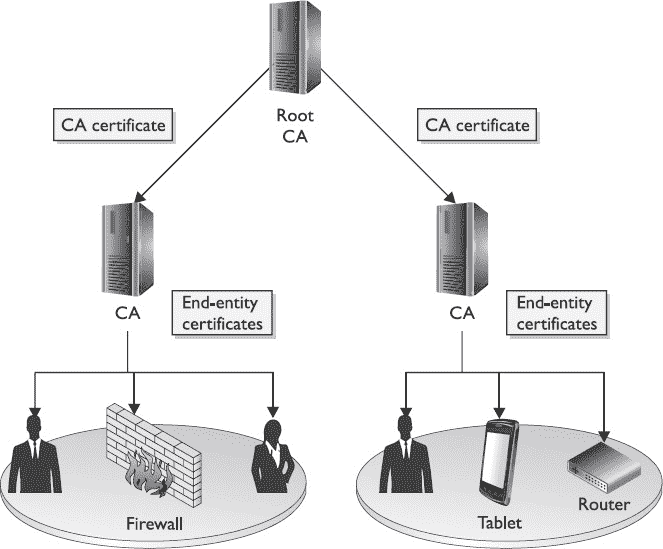 Root
CA
CA certificate
CA certificate
CA
End-entity
certificates
CA
End-entity
certificates
Firewall
Tablet
Router